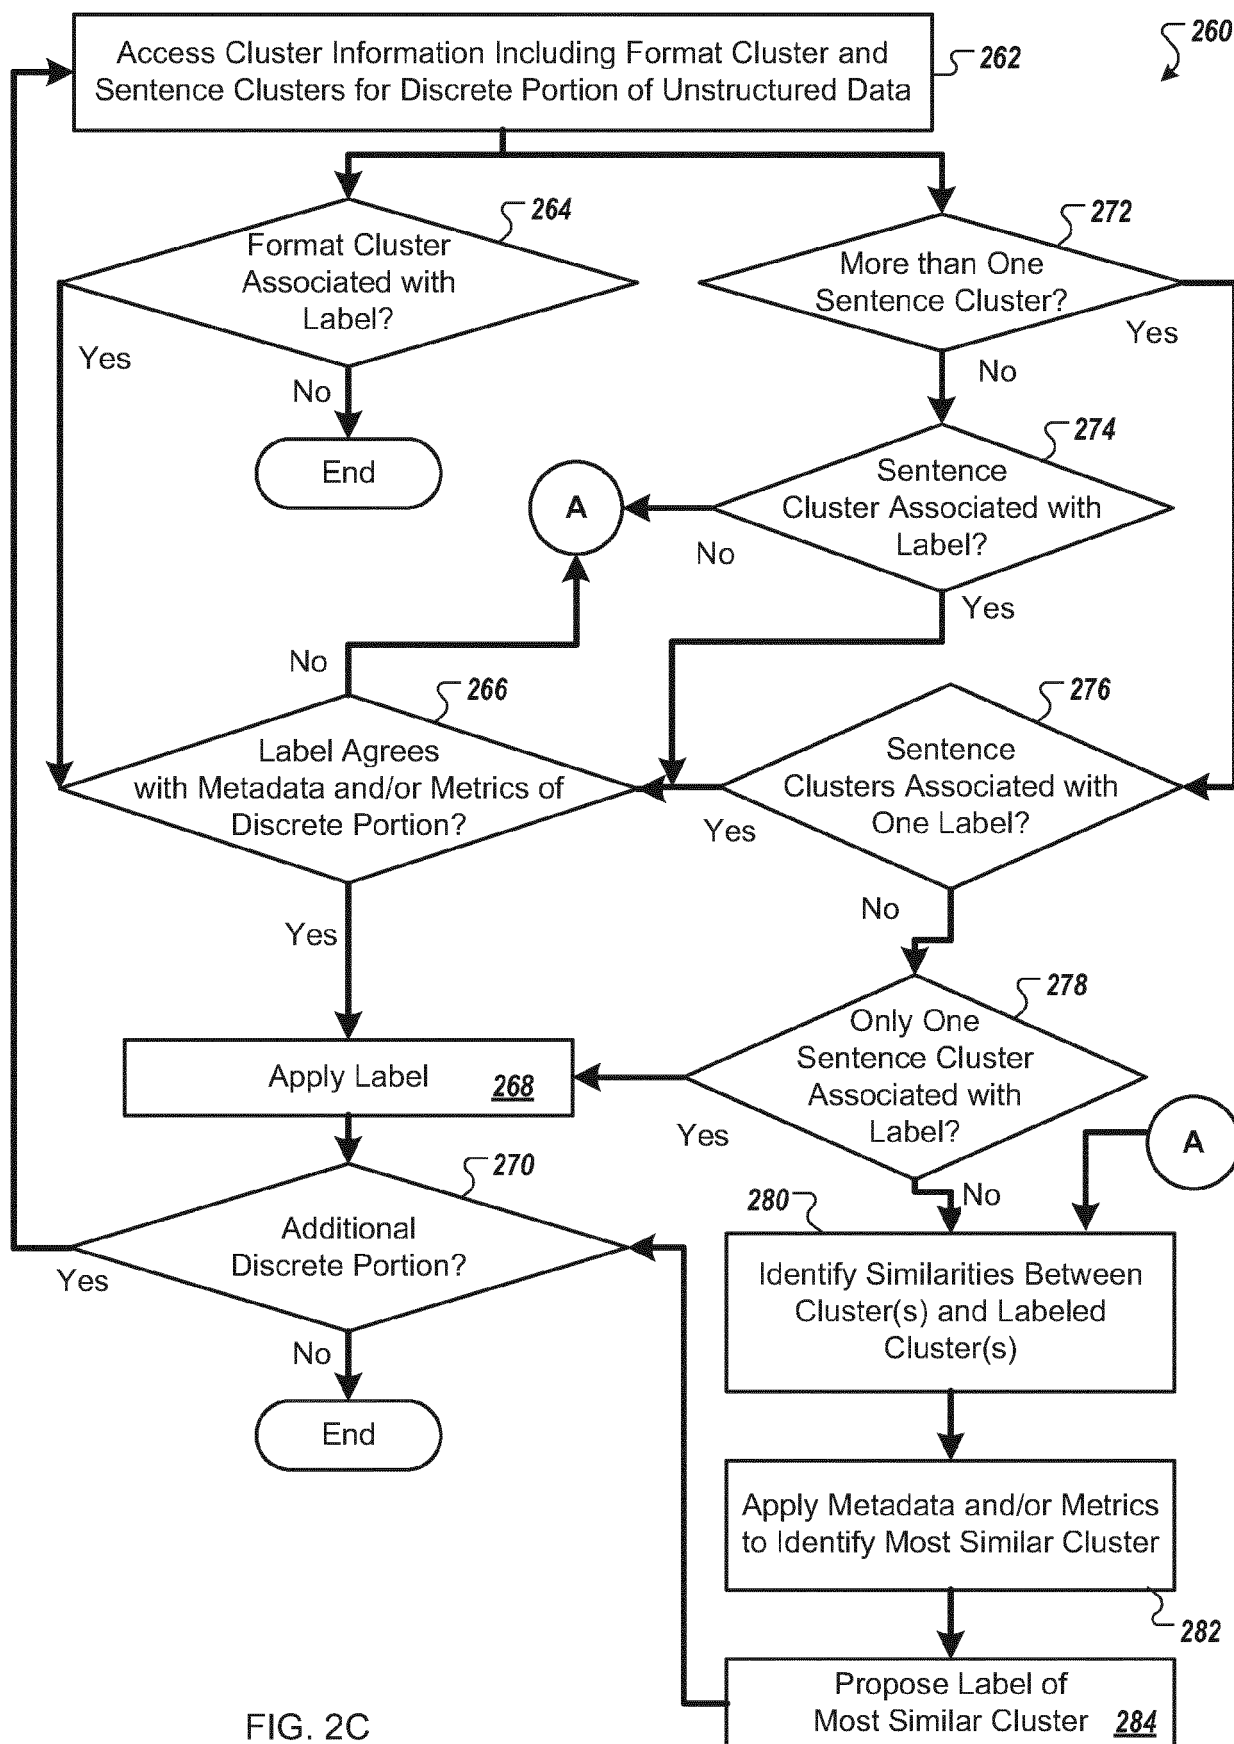 260
Access Cluster Information Including Format Cluster and
Sentence Clusters for Discrete Portion of Unstructured Data
262
Format Cluster
Associated with
Label?
264
Yes
No
End
More than One
Sentence Cluster?
272
Yes
No
Sentence
Cluster Associated with
Label?
274
A
No
Yes
No
Label Agrees
with Metadata and/or Metrics of
Discrete Portion?
266
Sentence
Clusters Associated with
One Label?
276
Yes
No
Yes
Only One
Sentence Cluster
Associated with
Label?
278
Apply Label 268
Yes
No
A
Additional
Discrete Portion?
270
Yes
No
End
280
Identify Similarities Between
Cluster(s) and Labeled
Cluster(s)
Apply Metadata and/or Metrics
to Identify Most Similar Cluster
282
Propose Label of
Most Similar Cluster 284
FIG. 2C